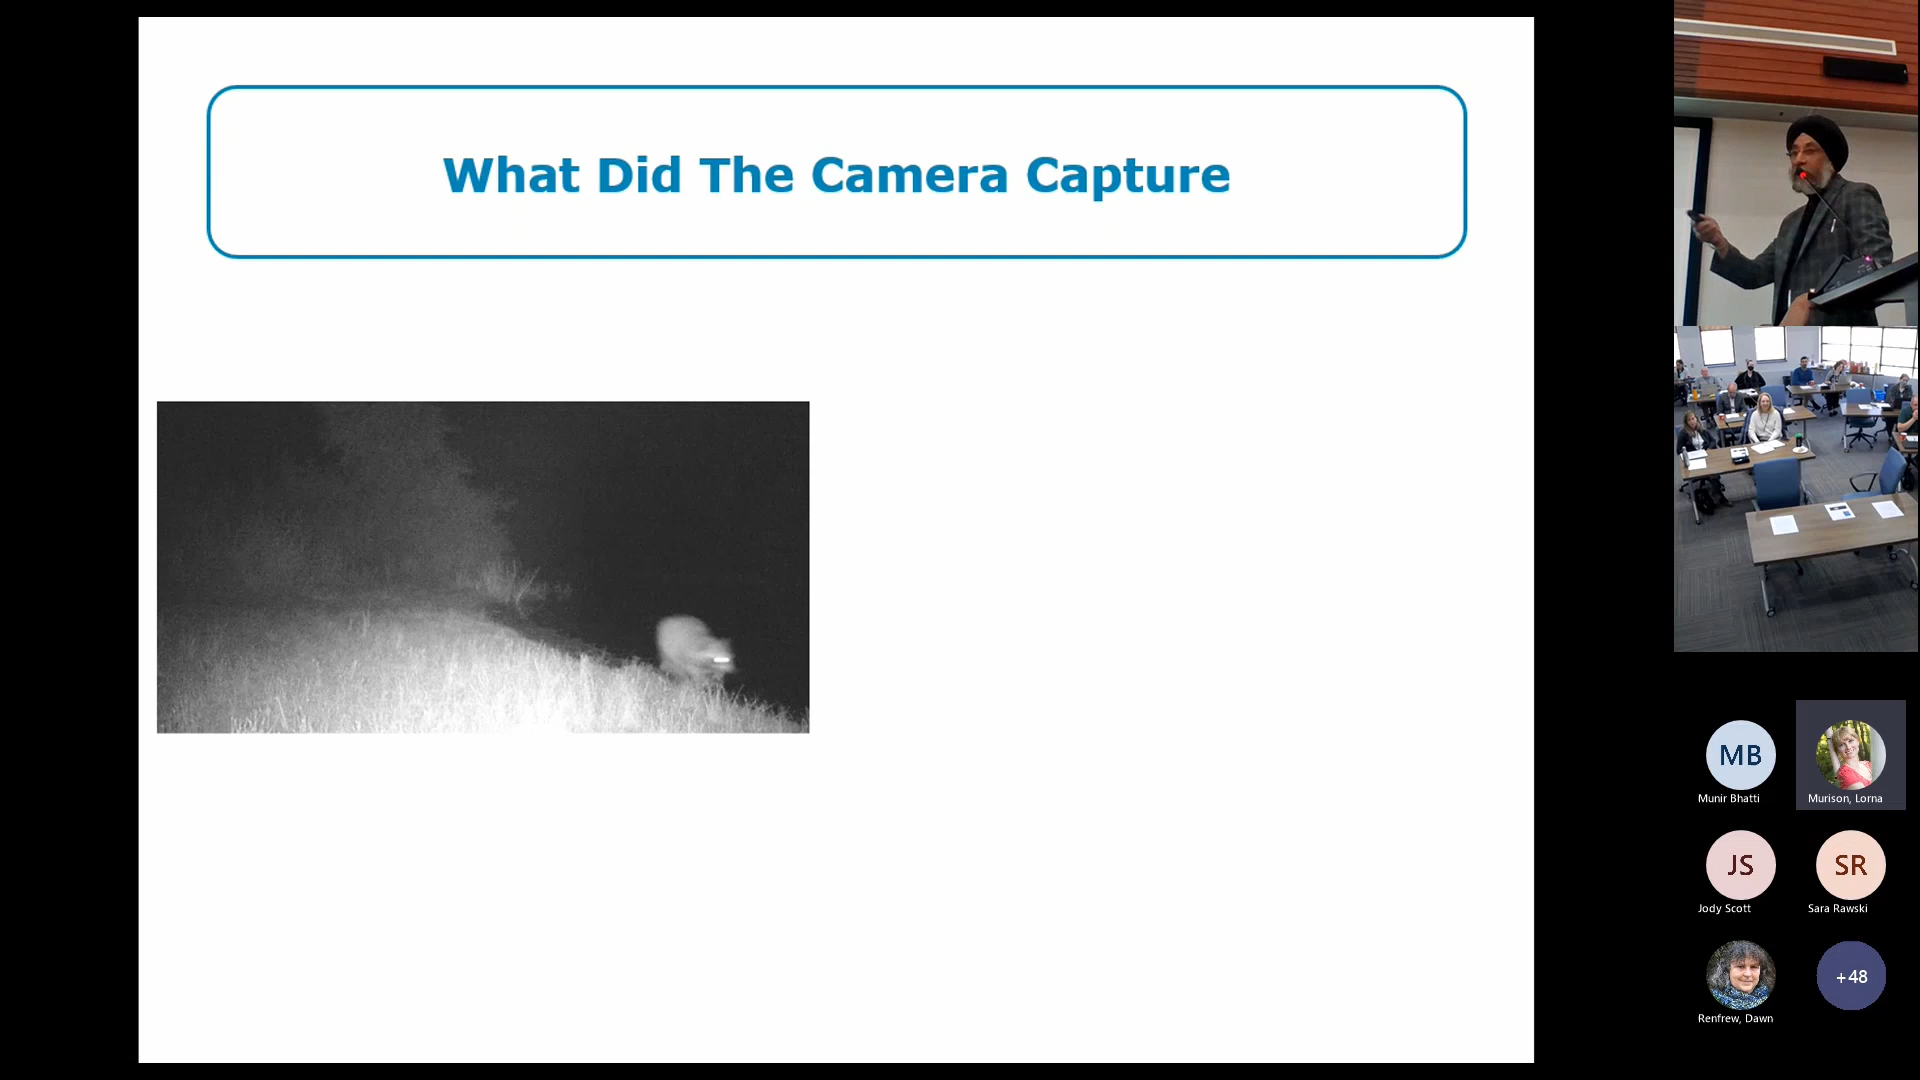 What Did The Camera Capture
MB
Munir Bhatti
Murison, Lorna
JS
Jody Scott
SR
Sara Rawski
Renfrew, Dawn
+48